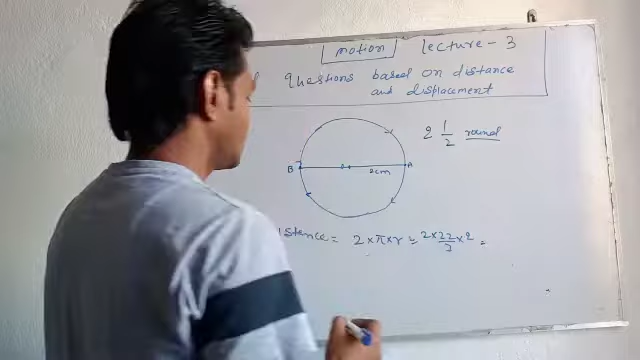 motion lecture - 3
Questions based on distance
and displacement
2 1/2 round
B o 2cm A
istance = 2 × π × r = 2 × 22/7 × 2 =